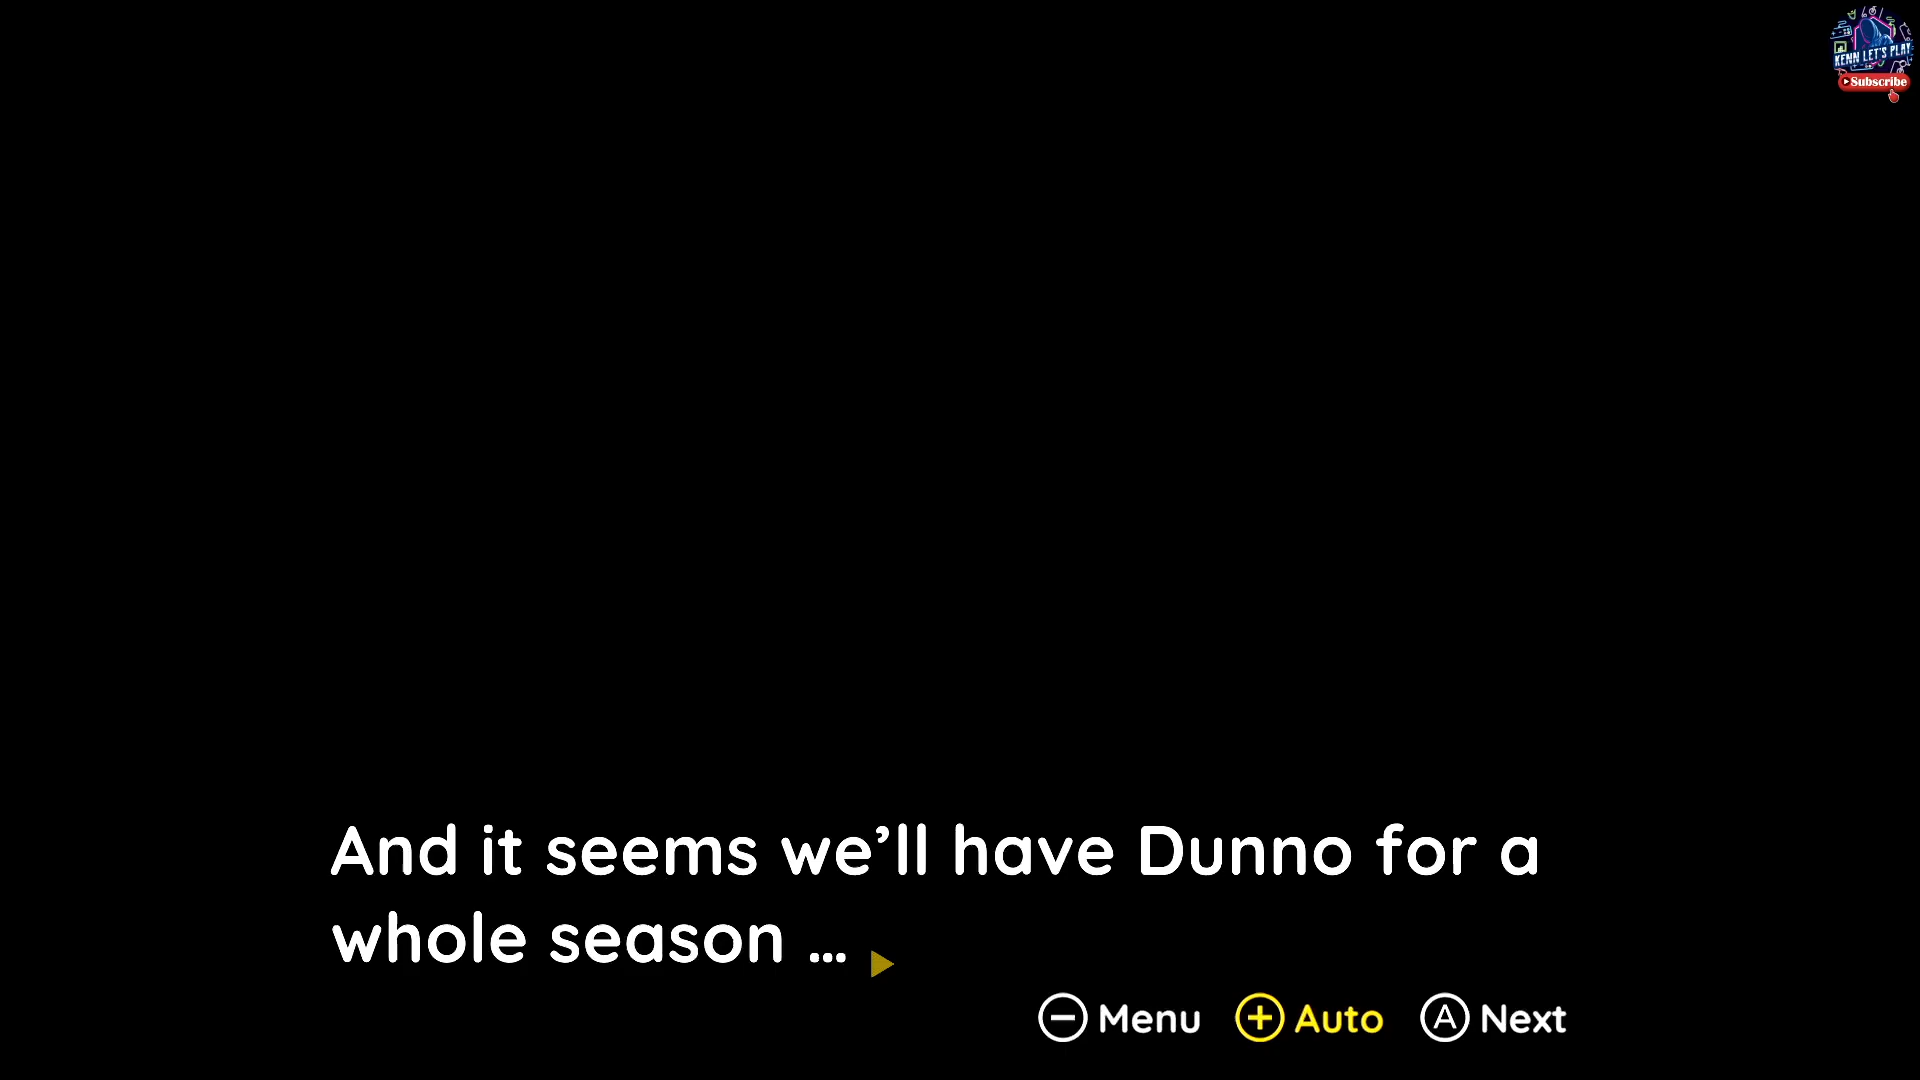 KENN LET'S PLAY
Subscribe
And it seems we’ll have Dunno for a
whole season ...
Menu Auto A Next